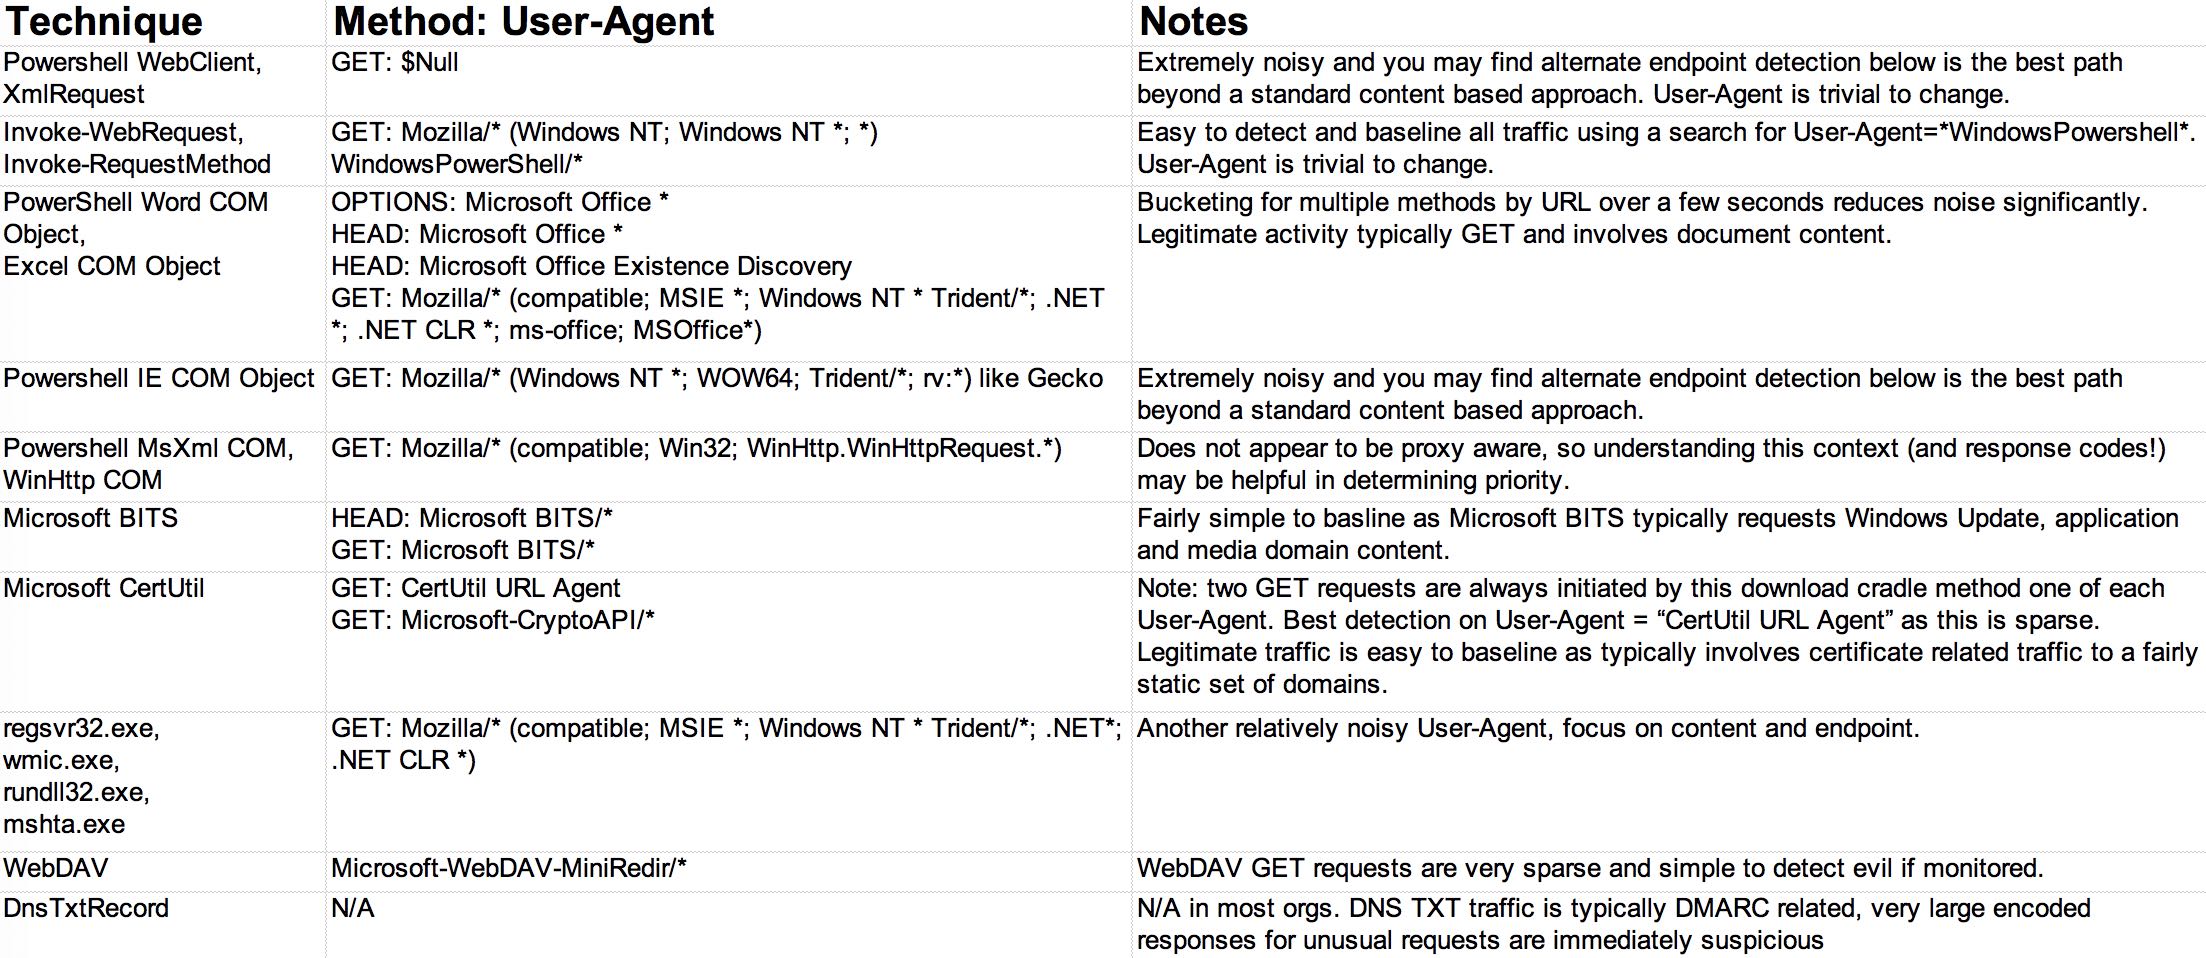 Technique
Method: User-Agent
Notes
Powershell WebClient,
XmlRequest
GET: $Null
Extremely noisy and you may find alternate endpoint detection below is the best path
beyond a standard content based approach. User-Agent is trivial to change.
Invoke-WebRequest,
Invoke-RequestMethod
GET: Mozilla/* (Windows NT; Windows NT *; *)
WindowsPowerShell/*
Easy to detect and baseline all traffic using a search for User-Agent=*WindowsPowershell*.
User-Agent is trivial to change.
PowerShell Word COM
Object,
Excel COM Object
OPTIONS: Microsoft Office *
HEAD: Microsoft Office *
HEAD: Microsoft Office Existence Discovery
GET: Mozilla/* (compatible; MSIE *; Windows NT * Trident/*; .NET
*; .NET CLR *; ms-office; MSOffice*)
Bucketing for multiple methods by URL over a few seconds reduces noise significantly.
Legitimate activity typically GET and involves document content.
Powershell IE COM Object
GET: Mozilla/* (Windows NT *; WOW64; Trident/*; rv:*) like Gecko
Extremely noisy and you may find alternate endpoint detection below is the best path
beyond a standard content based approach.
Powershell MsXml COM,
WinHttp COM
GET: Mozilla/* (compatible; Win32; WinHttp.WinHttpRequest.*)
Does not appear to be proxy aware, so understanding this context (and response codes!)
may be helpful in determining priority.
Microsoft BITS
HEAD: Microsoft BITS/*
GET: Microsoft BITS/*
Fairly simple to basline as Microsoft BITS typically requests Windows Update, application
and media domain content.
Microsoft CertUtil
GET: CertUtil URL Agent
GET: Microsoft-CryptoAPI/*
Note: two GET requests are always initiated by this download cradle method one of each
User-Agent. Best detection on User-Agent = “CertUtil URL Agent” as this is sparse.
Legitimate traffic is easy to baseline as typically involves certificate related traffic to a fairly
static set of domains.
regsvr32.exe,
wmic.exe,
rundll32.exe,
mshta.exe
GET: Mozilla/* (compatible; MSIE *; Windows NT * Trident/*; .NET*;
.NET CLR *)
Another relatively noisy User-Agent, focus on content and endpoint.
WebDAV
Microsoft-WebDAV-MiniRedir/*
WebDAV GET requests are very sparse and simple to detect evil if monitored.
DnsTxtRecord
N/A
N/A in most orgs. DNS TXT traffic is typically DMARC related, very large encoded
responses for unusual requests are immediately suspicious